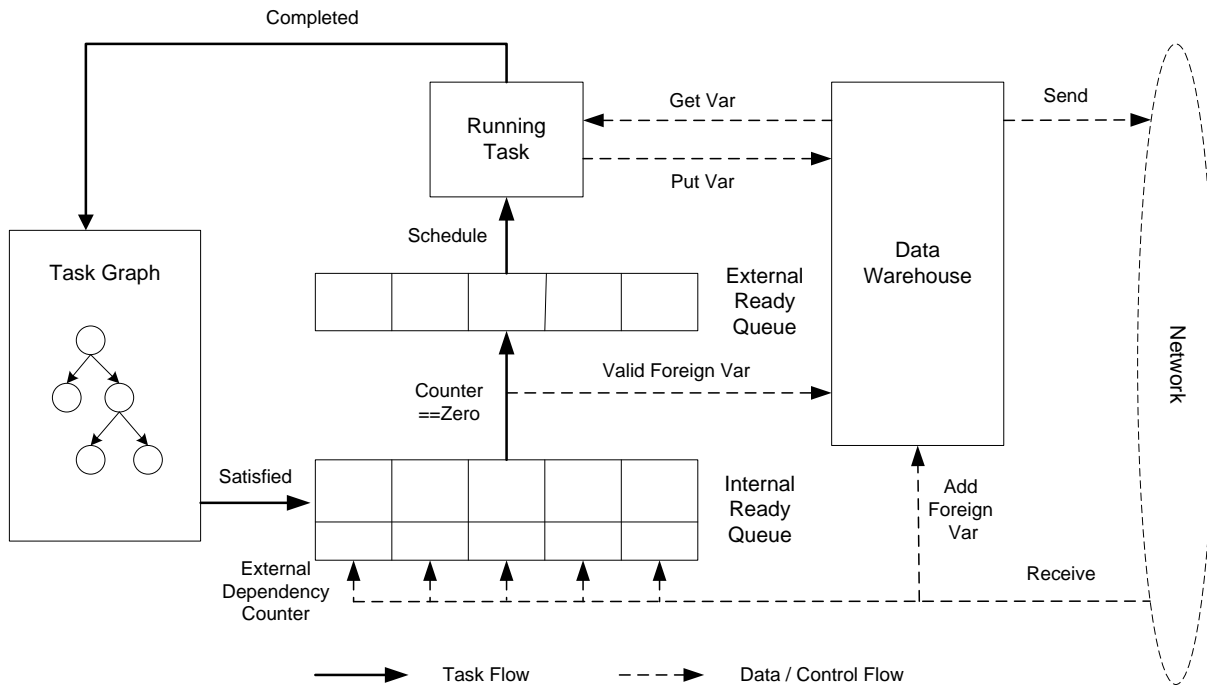 Completed
Get Var
Send
Running
Task
Put Var
Schedule
Task Graph
External
Ready
Queue
Data
Warehouse
Network
Valid Foreign Var
Counter
==Zero
Satisfied
Internal
Ready
Queue
Add
Foreign
Var
External
Dependency
Counter
Receive
Task Flow
Data / Control Flow